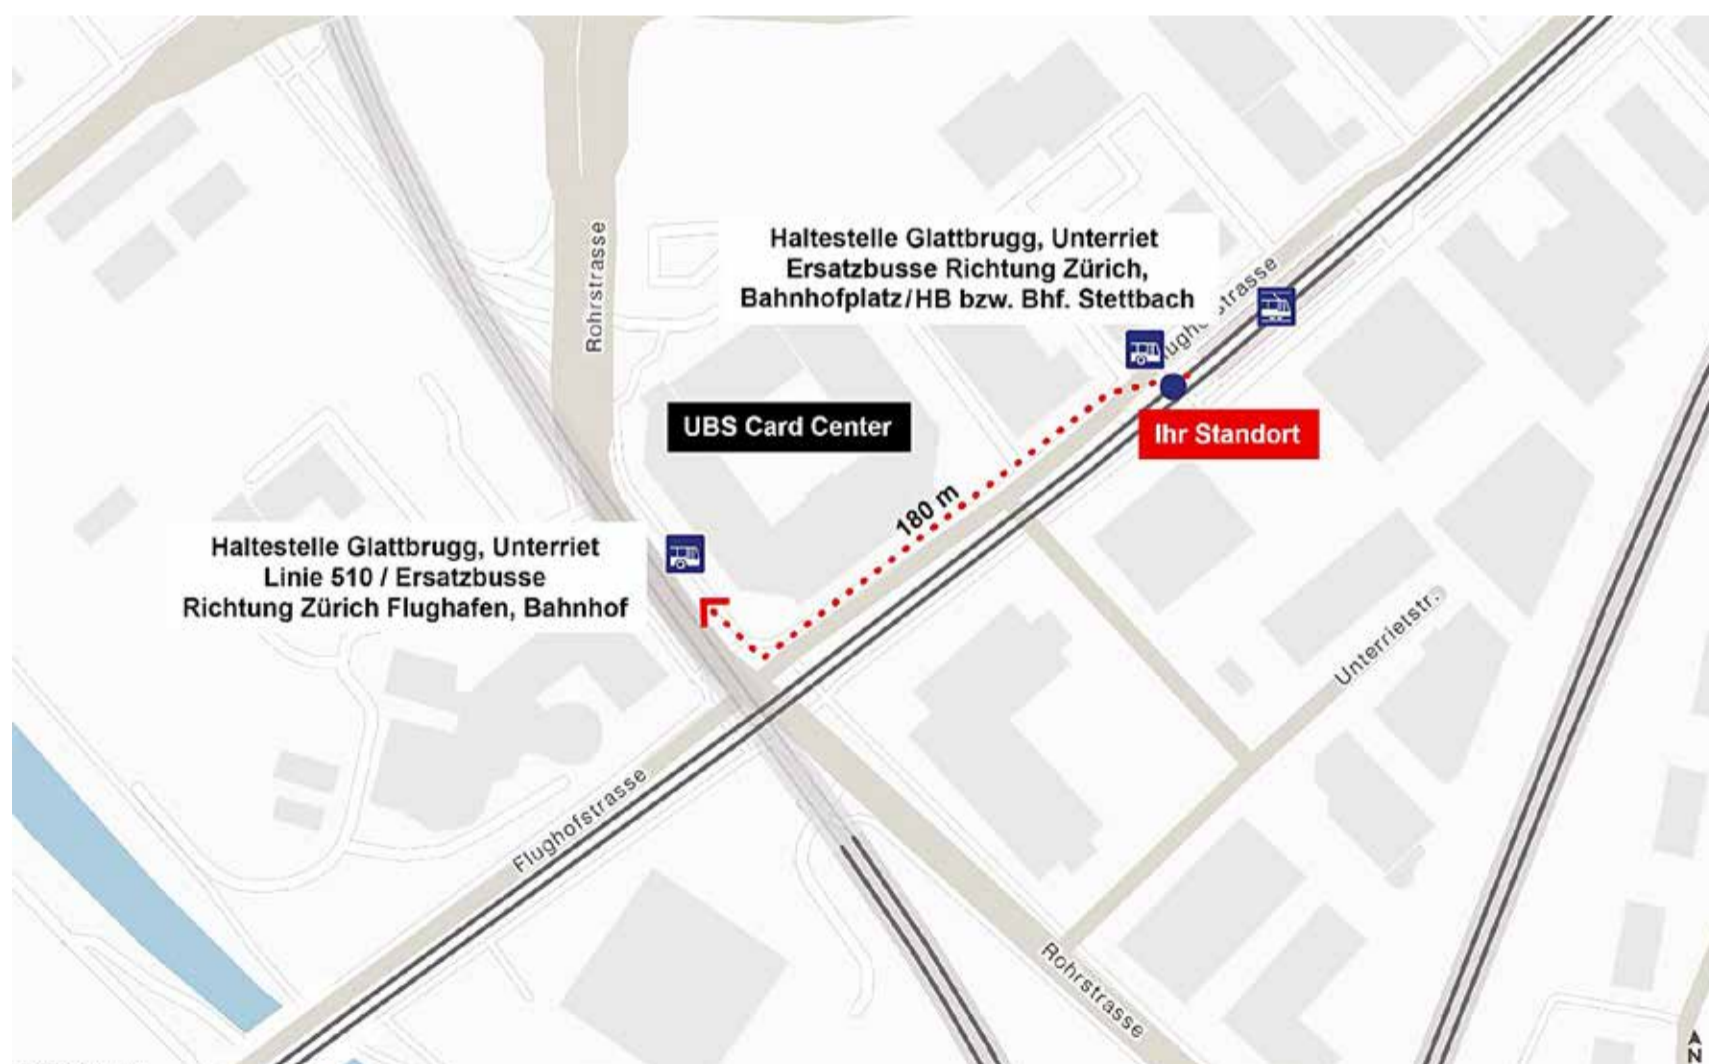 Rohrstrasse
Haltestelle Glattbrugg, Unterriet
Ersatzbusse Richtung Zürich,
Bahnhofplatz/HB bzw. Bhf. Stettbach
UBS Card Center
Ihr Standort
180 m
Haltestelle Glattbrugg, Unterriet
Linie 510 / Ersatzbusse
Richtung Zürich Flughafen, Bahnhof
Unterrietstr.
Flughofstrasse
Rohrstrasse